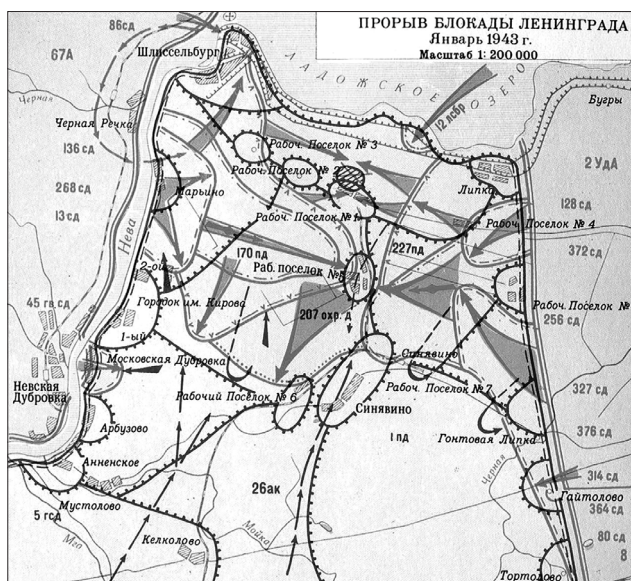 ПРОРЫВ БЛОКАДЫ ЛЕНИНГРАДА
Январь 1943 г.
Масштаб 1: 200 000
86сд
67А
Шлиссельбург
ЛАДОЖСКОЕ
ОЗЕРО
12 лсбр
Бугры
Черная
Черная Речка
136 сд
Рабоч. Поселок № 3
Рабоч. Поселок № 2
2 УдА
268 сд
Марьино
Липка
13 сд
Рабоч. Поселок №1
128 сд
Рабоч. Поселок № 4
Нева
170 пд
227пд
372 сд
2-ой
Раб. поселок №5
Городок им. Кирова
Рабоч. Поселок №
45 гв. сд
207 охр. д
256 сд
1-ый
Московская Дубровка
Синявино
Невская
Дубровка
Рабочий Поселок № 6
Рабоч. Поселок №7
327 сд
Синявино
Арбузово
1 пд
Гонтовая Липка
376 сд
Анненское
Черная
314 сд
26ак
Гайтолово
Мустолово
364 сд
5 гсд
Мойка
80 сд
Келколово
8
Мга
Тортолово